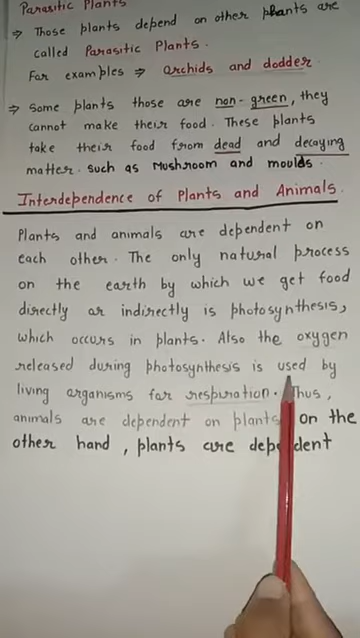 Parasitic Plants
⇒ Those plants depend on other plants are
called Parasitic Plants.
For examples ⇒ Orchids and dodder.
⇒ Some plants those are non-green, they
cannot make their food. These plants
take their food from dead and decaying
matter. such as Mushroom and moulds.
Interdependence of Plants and Animals.
Plants and animals are dependent on
each other. The only natural process
on the earth by which we get food
directly or indirectly is photosynthesis,
which occurs in plants. Also the oxygen
released during photosynthesis is used by
living organisms for respiration. Thus,
animals are dependent on plants on the
other hand, plants are dependent